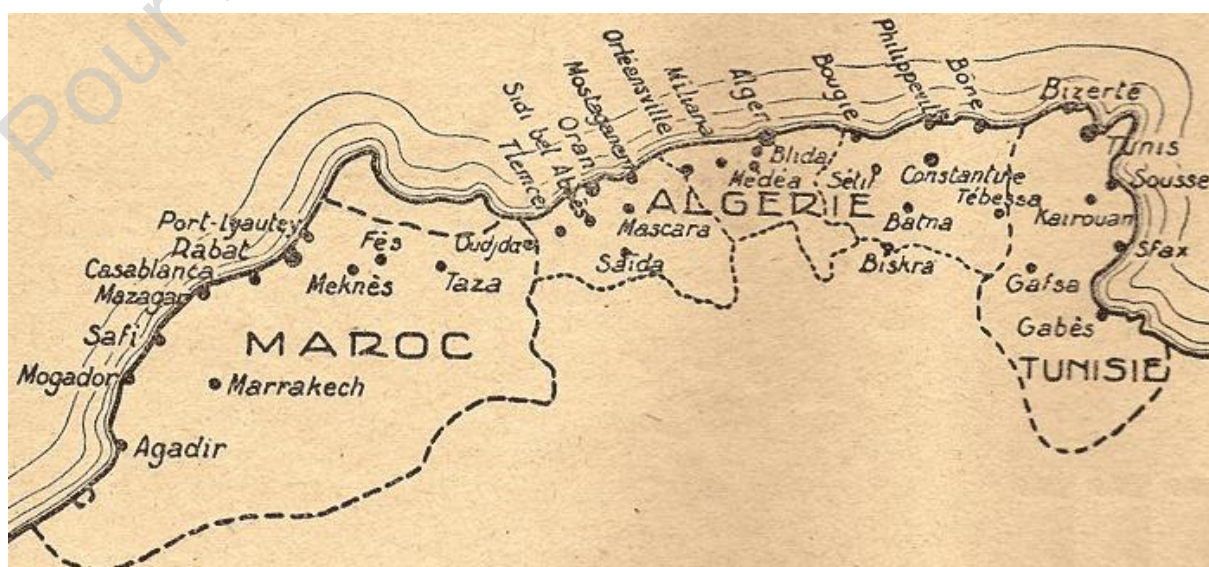 Pour
Sidi bel Abbès
Tlemcen
Oran
Mostaganem
Orléansville
Miliana
Alger
Bougie
Philippeville
Bône
Bizerte
Tunis
Blida
Médéa
Sétif
Constantine
Tébessa
Sousse
ALGERIE
Kairouan
Port-Lyautey
Rabat
Fès
Oudjda
Mascara
Batna
Sfax
Casablanca
Mazagan
Meknès
Taza
Saïda
Biskra
Gafsa
Safi
MAROC
Gabès
Mogador
Marrakech
TUNISIE
Agadir